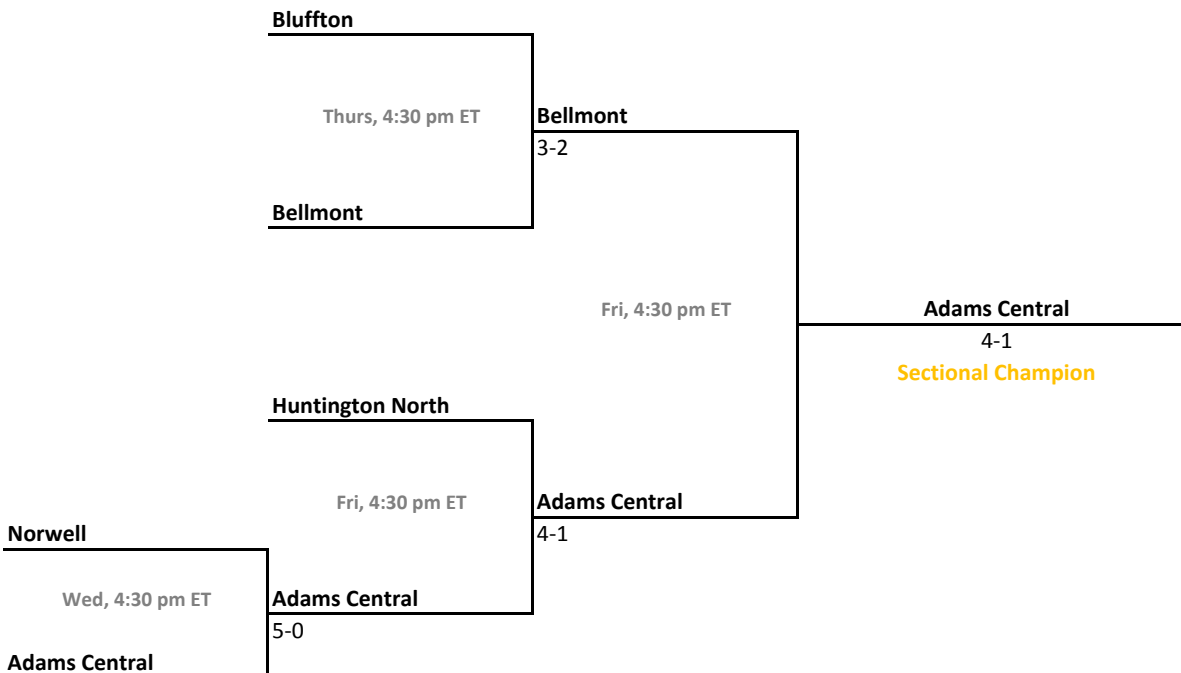 Bluffton
Thurs, 4:30 pm ET
Bellmont
3-2
Bellmont
Fri, 4:30 pm ET
Adams Central
4-1
Sectional Champion
Huntington North
Fri, 4:30 pm ET
Adams Central
4-1
Norwell
Wed, 4:30 pm ET
Adams Central
5-0
Adams Central